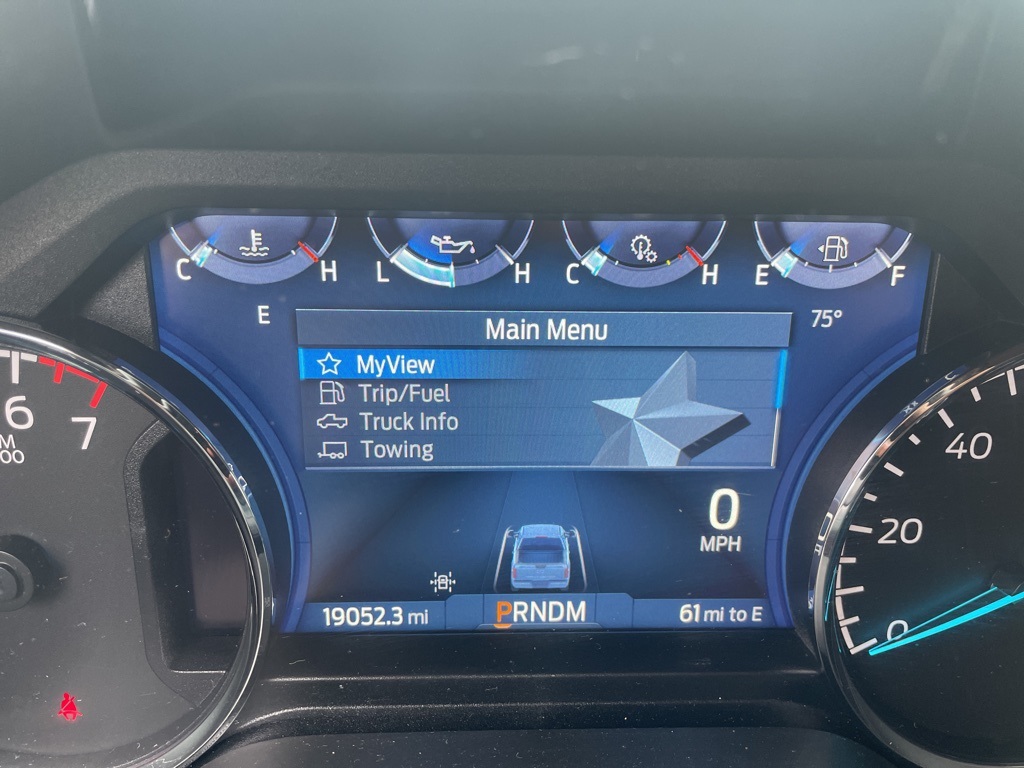 C H
L H
C H
E F
E
75°
Main Menu
MyView
Trip/Fuel
Truck Info
Towing
6
7
40
20
0
0
MPH
19052.3 mi
PRNDM
61 mi to E